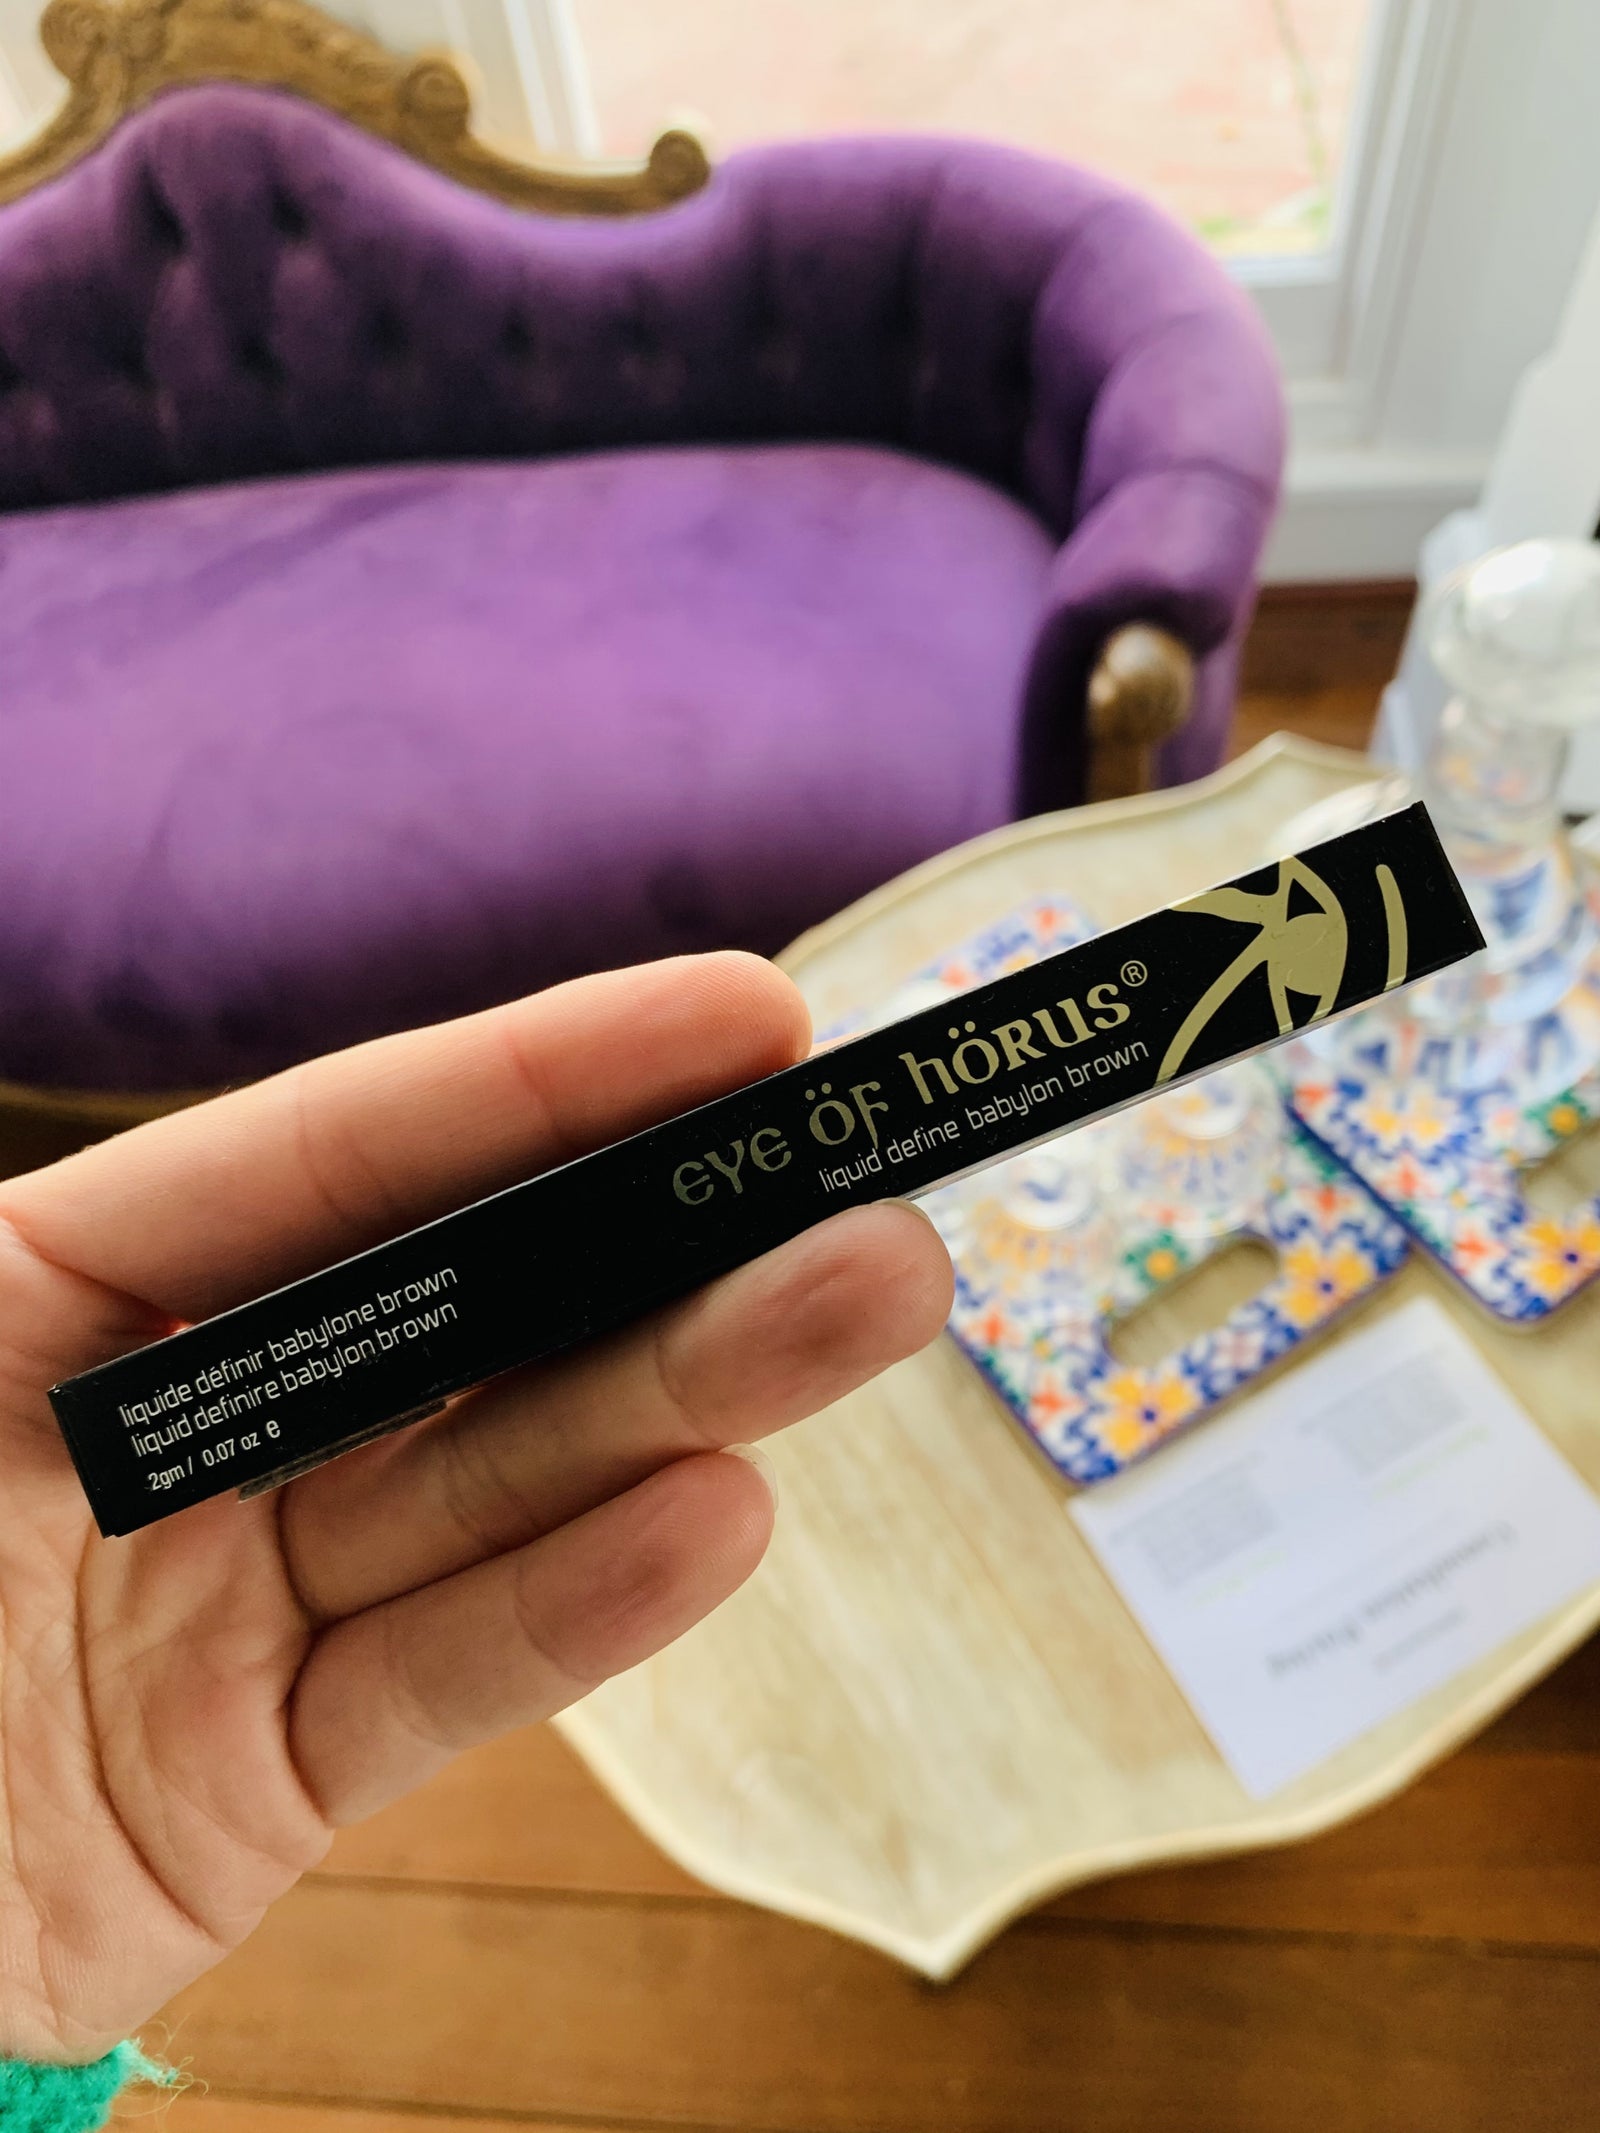 eye öf hörus®
liquid define babylon brown
liquide définir babylone brown
liquid definire babylon brown
2gm / 0.07 oz e